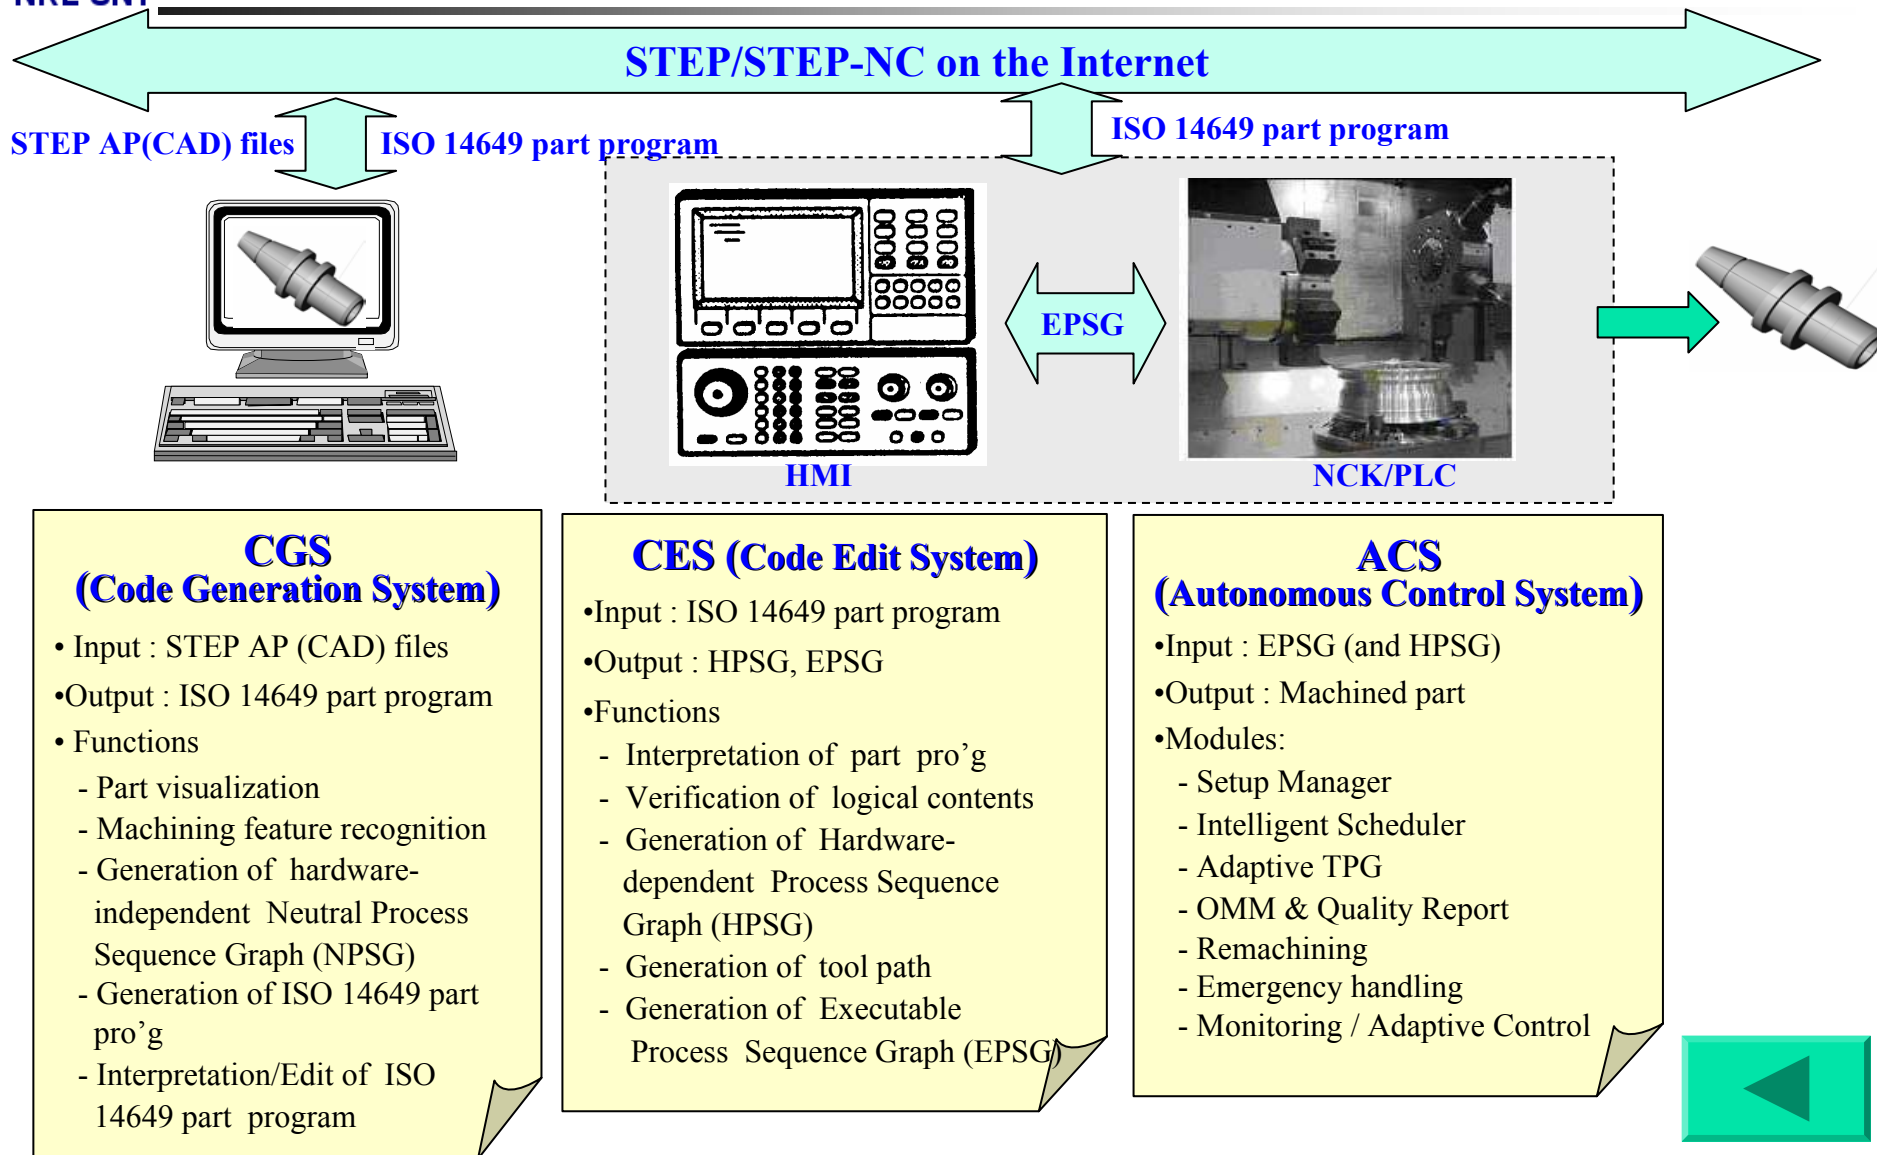 STEP/STEP-NC on the Internet
STEP AP(CAD) files
ISO 14649 part program
ISO 14649 part program
EPSG
HMI
NCK/PLC
CGS
(Code Generation System)
• Input : STEP AP (CAD) files
•Output : ISO 14649 part program
• Functions
- Part visualization
- Machining feature recognition
- Generation of hardware-
independent Neutral Process
Sequence Graph (NPSG)
- Generation of ISO 14649 part
pro’g
- Interpretation/Edit of ISO
14649 part program
CES (Code Edit System)
•Input : ISO 14649 part program
•Output : HPSG, EPSG
•Functions
- Interpretation of part pro’g
- Verification of logical contents
- Generation of Hardware-
dependent Process Sequence
Graph (HPSG)
- Generation of tool path
- Generation of Executable
Process Sequence Graph (EPSG)
ACS
(Autonomous Control System)
•Input : EPSG (and HPSG)
•Output : Machined part
•Modules:
- Setup Manager
- Intelligent Scheduler
- Adaptive TPG
- OMM & Quality Report
- Remachining
- Emergency handling
- Monitoring / Adaptive Control